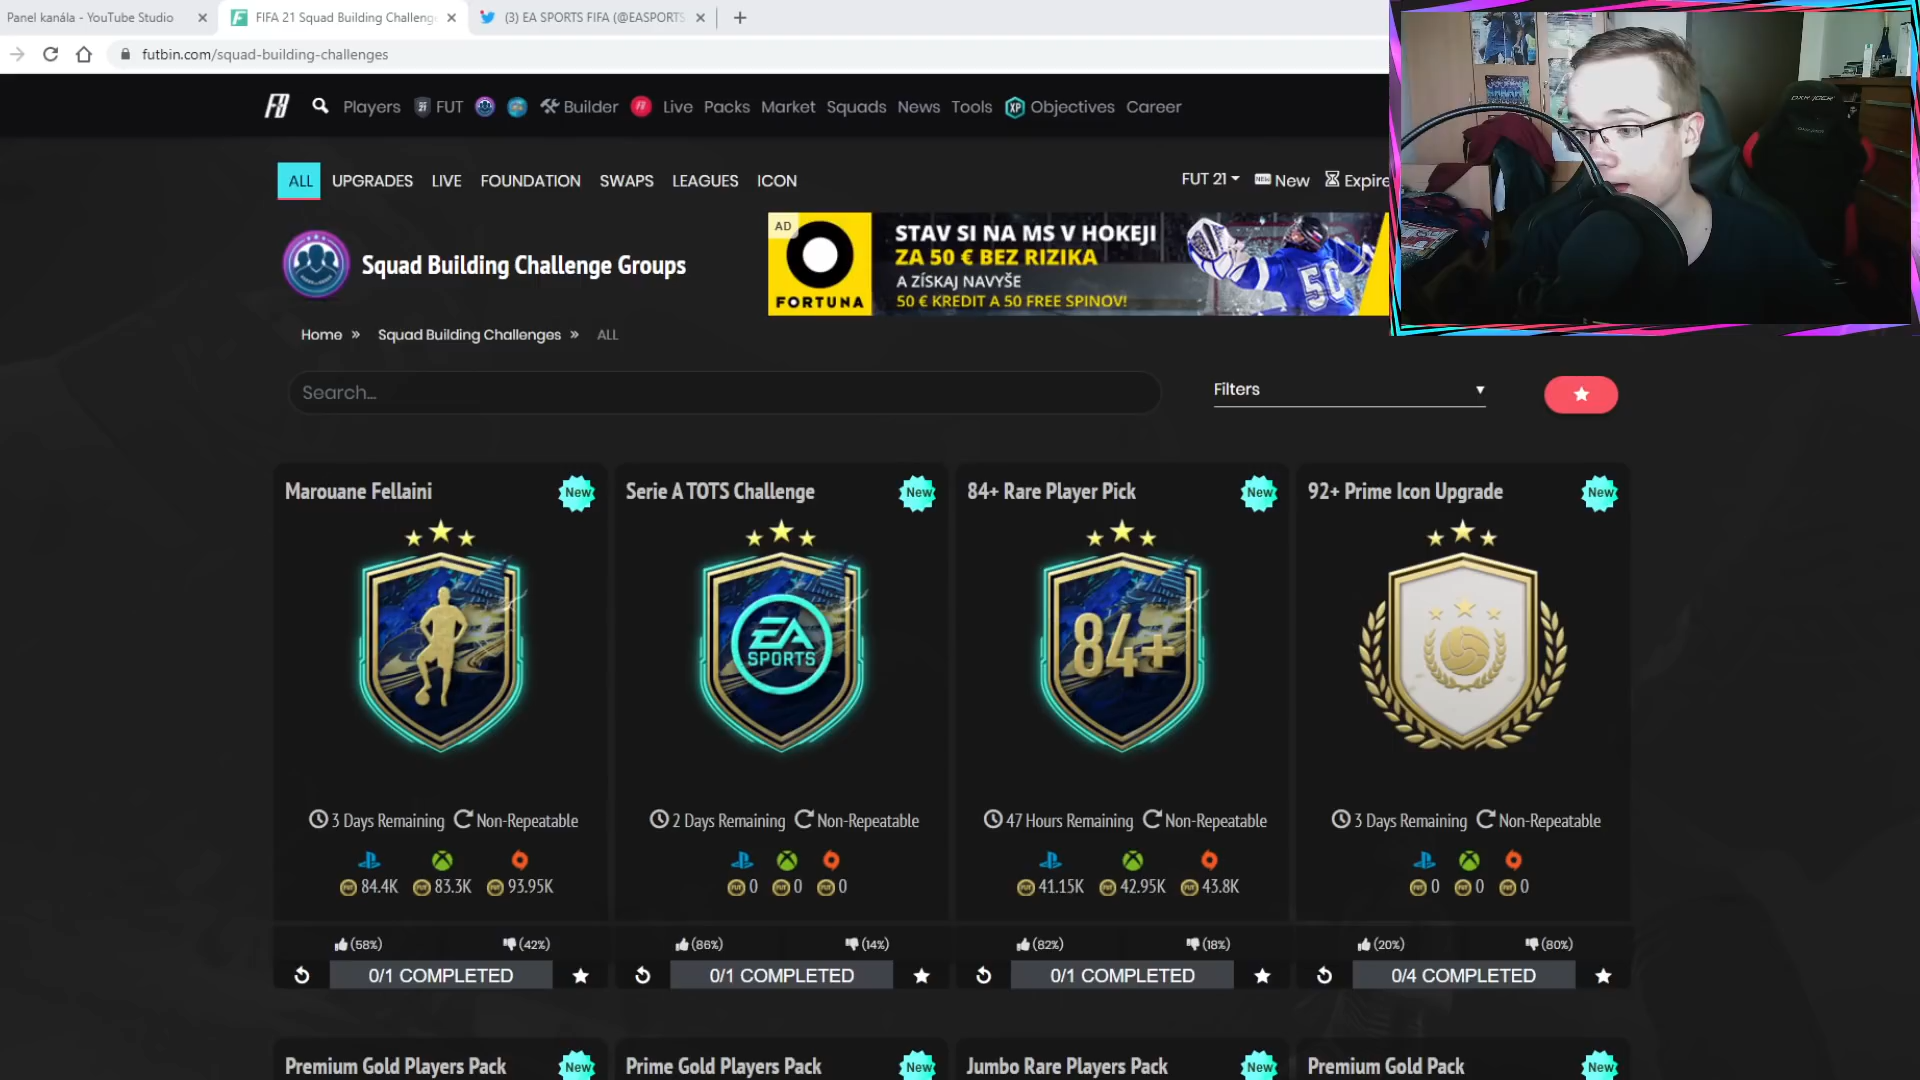 Panel kanála - YouTube Studio
FIFA 21 Squad Building Challenge
(3) EA SPORTS FIFA (@EASPORTS
futbin.com/squad-building-challenges
Players FUT Builder Live Packs Market Squads News Tools XP Objectives Career
ALL UPGRADES LIVE FOUNDATION SWAPS LEAGUES ICON
FUT 21 NEW New Expire
Squad Building Challenge Groups
AD
FORTUNA
STAV SI NA MS V HOKEJI
ZA 50 € BEZ RIZIKA
A ZÍSKAJ NAVYŠE
50 € KREDIT A 50 FREE SPINOV!
50
Home » Squad Building Challenges » ALL
Search...
Filters
Marouane Fellaini New
Serie A TOTS Challenge New
84+ Rare Player Pick New
92+ Prime Icon Upgrade New
EA
SPORTS
84+
3 Days Remaining Non-Repeatable
2 Days Remaining Non-Repeatable
47 Hours Remaining Non-Repeatable
3 Days Remaining Non-Repeatable
84.4K 83.3K 93.95K
0 0 0
41.15K 42.95K 43.8K
0 0 0
(58%) (42%)
(86%) (14%)
(82%) (18%)
(20%) (80%)
0/1 COMPLETED
0/1 COMPLETED
0/1 COMPLETED
0/4 COMPLETED
Premium Gold Players Pack New
Prime Gold Players Pack New
Jumbo Rare Players Pack New
Premium Gold Pack New